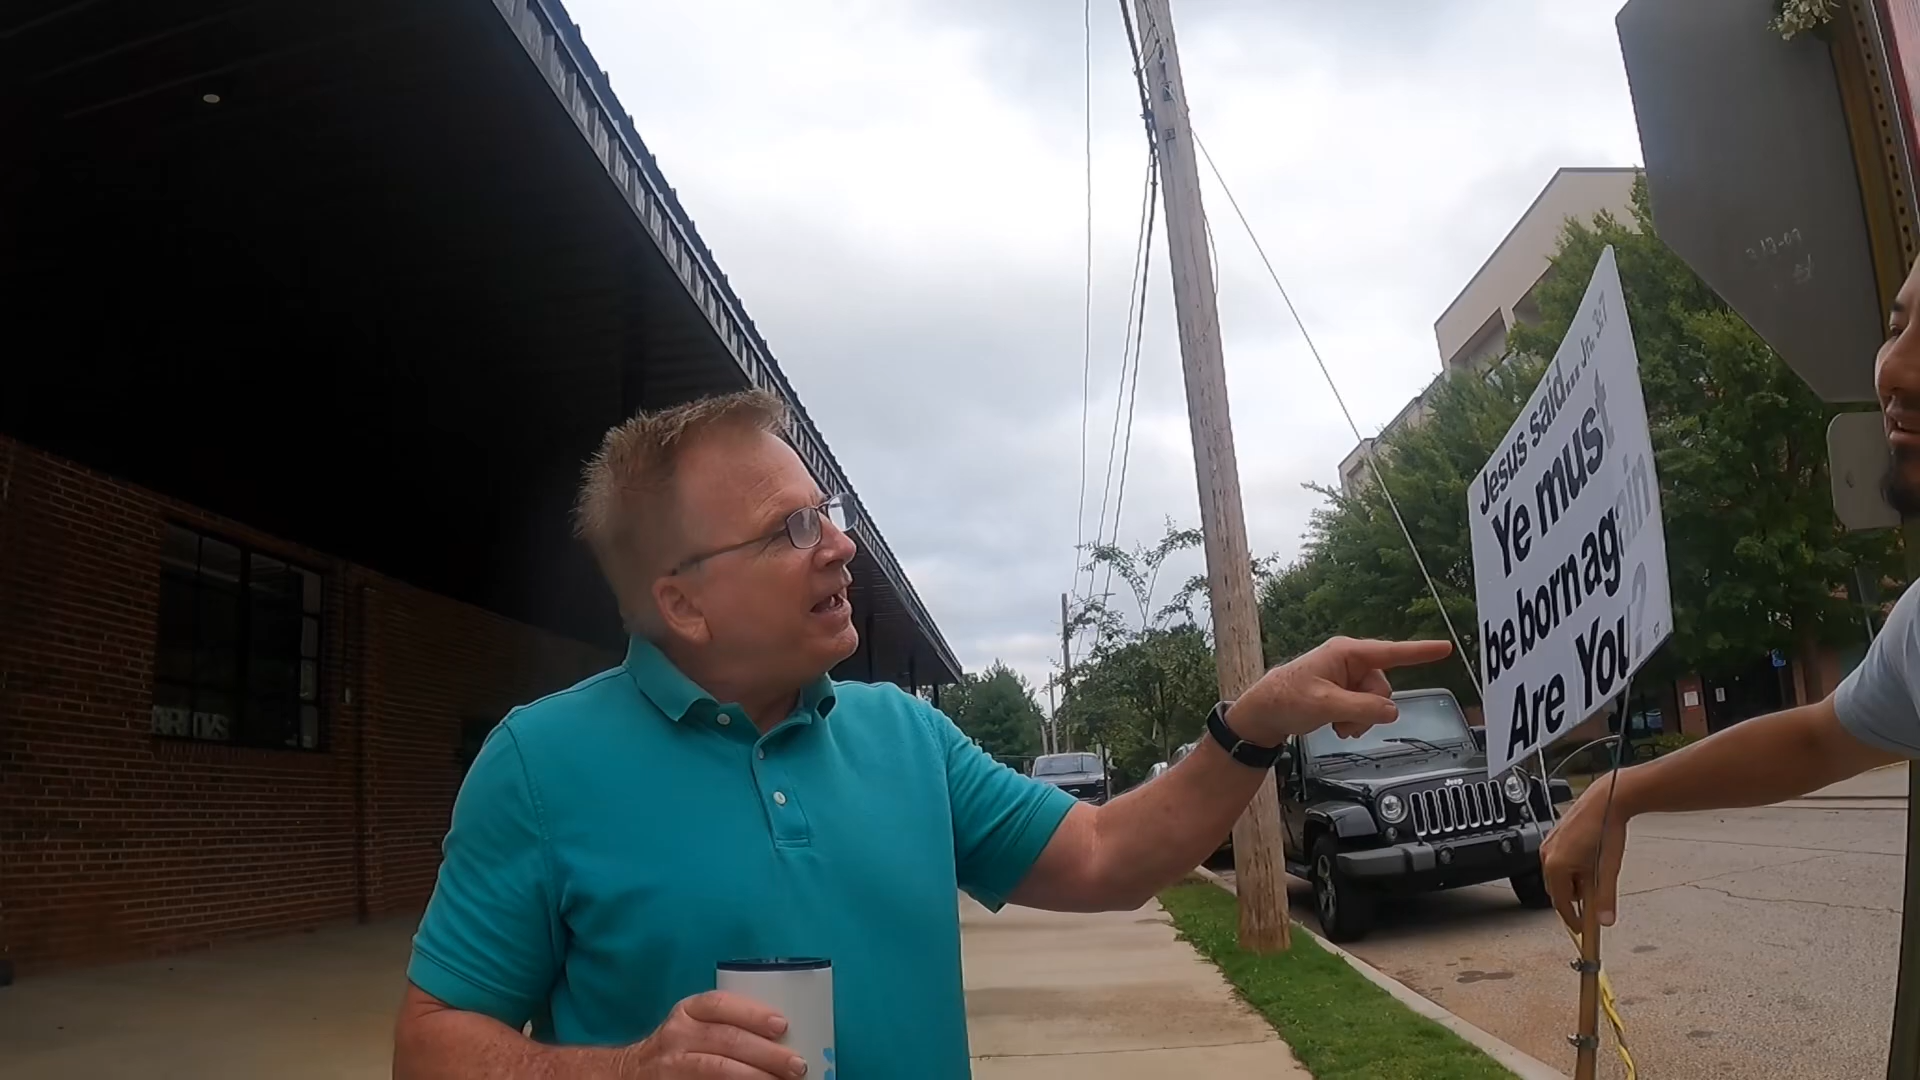 Jesus said... Jn. 3:7
Ye must
be born again
Are You?
Jeep